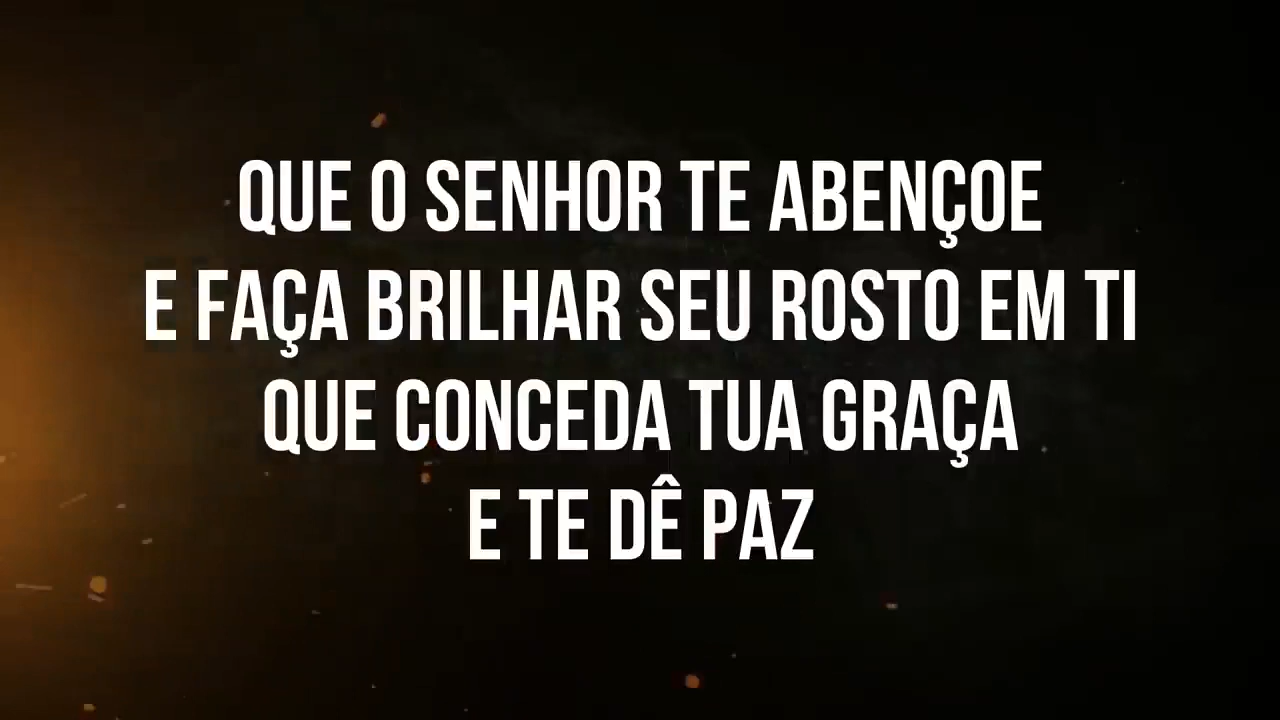 QUE O SENHOR TE ABENÇOE
E FAÇA BRILHAR SEU ROSTO EM TI
QUE CONCEDA TUA GRAÇA
E TE DÊ PAZ